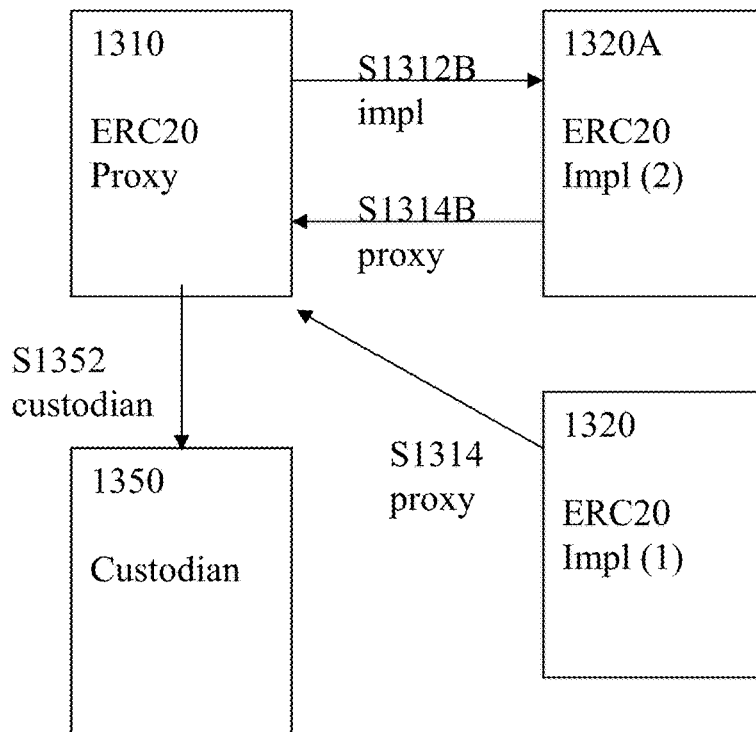 1310
ERC20
Proxy
S1312B
impl
S1314B
proxy
1320A
ERC20
Impl (2)
S1352
custodian
1350
Custodian
S1314
proxy
1320
ERC20
Impl (1)